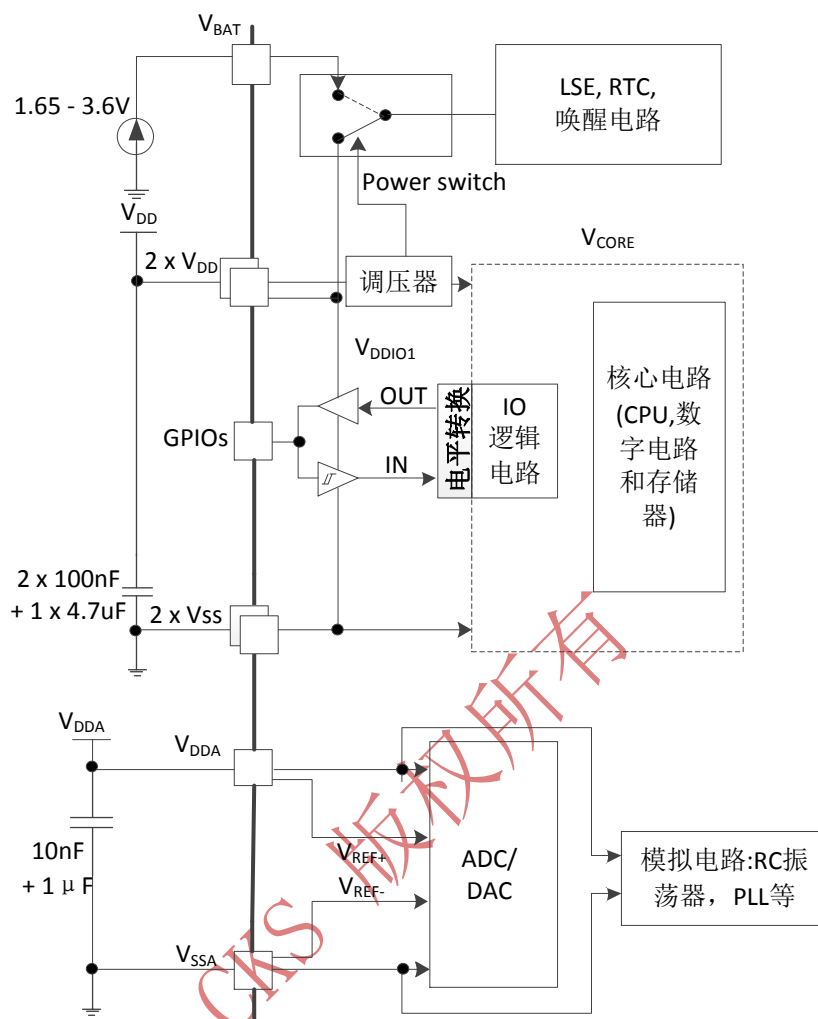 VBAT
1.65 - 3.6V
LSE, RTC,
唤醒电路
Power switch
VDD
2 x VDD
调压器
VCORE
VDDIO1
OUT
GPIOs
IN
电平转换
IO
逻辑
电路
核心电路
(CPU,数
字电路
和存储
器)
2 x 100nF
+ 1 x 4.7uF
2 x Vss
VDDA
VDDA
10nF
+ 1μF
VREF+
VREF-
ADC/
DAC
模拟电路:RC振
荡器，PLL等
VSSA
CKS 版权所有